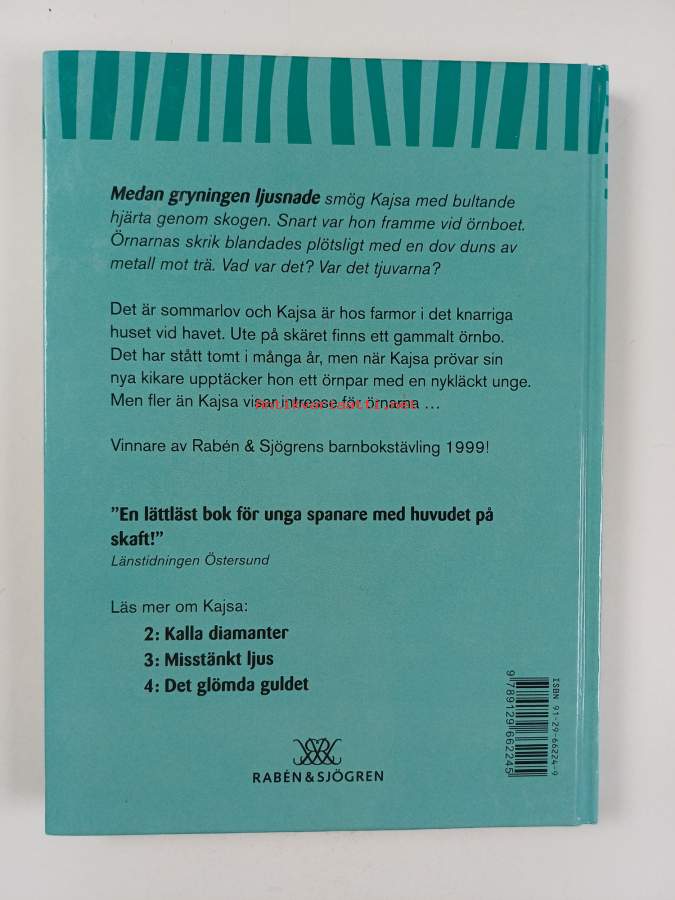 Medan gryningen ljusnade smög Kajsa med bultande
hjärta genom skogen. Snart var hon framme vid örnboet.
Örnarnas skrik blandades plötsligt med en dov duns av
metall mot trä. Vad var det? Var det tjuvarna?
Det är sommarlov och Kajsa är hos farmor i det knarriga
huset vid havet. Ute på skäret finns ett gammalt örnbo.
Det har stått tomt i många år, men när Kajsa prövar sin
nya kikare upptäcker hon ett örnpar med en nykläckt unge.
Men fler än Kajsa visar intresse för örnarna ...
Vinnare av Rabén & Sjögrens barnbokstävling 1999!
”En lättläst bok för unga spanare med huvudet på
skaft!”
Länstidningen Östersund
Läs mer om Kajsa:
2: Kalla diamanter
3: Misstänkt ljus
4: Det glömda guldet
ISBN 91-29-66224-9
9 789129 662245
RABÉN & SJÖGREN